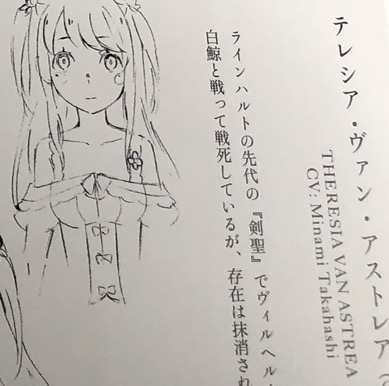 テレシア・ヴァン・アストレア
THERESIA VAN ASTREA
CV: Minami Takahashi
ラインハルトの先代の『剣聖』でヴィルヘルム
白鯨と戦って戦死しているが、存在は抹消され